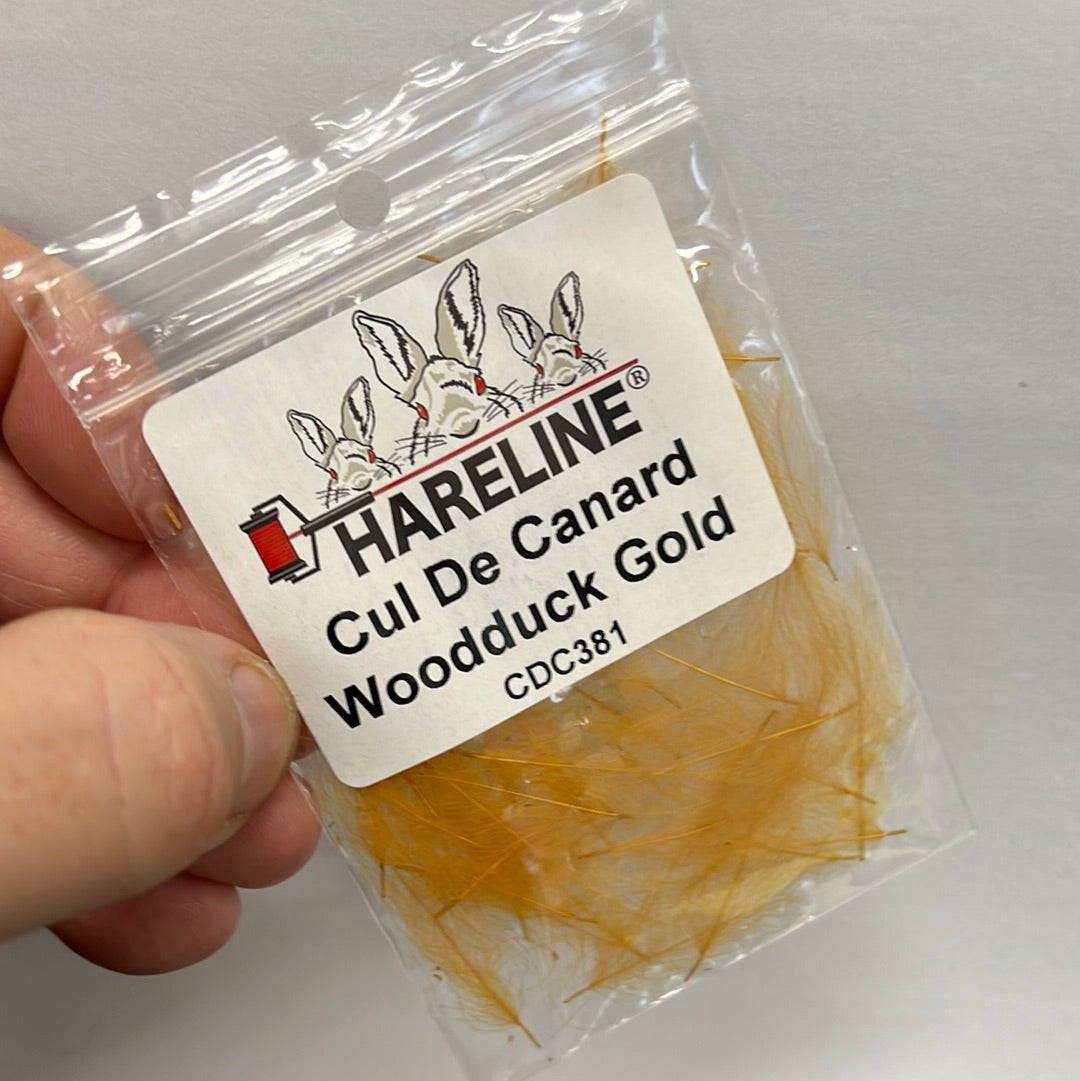 HARELINE®
Cul De Canard
Woodduck Gold
CDC381